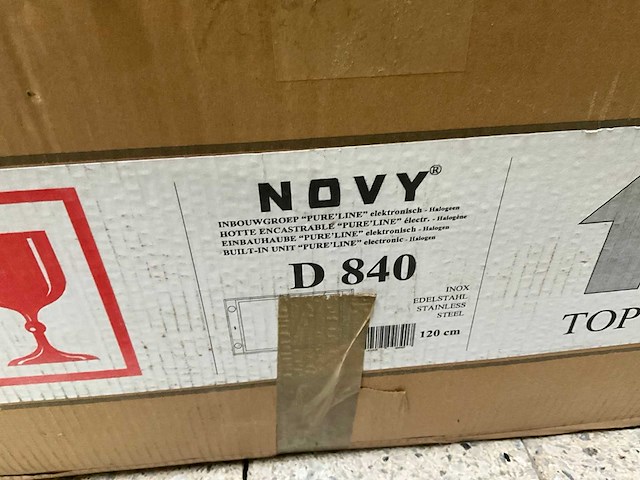 NOVY®
INBOUWGROEP "PURE'LINE" elektronisch - Halogeen
HOTTE ENCASTRABLE "PURE'LINE" électr. - Halogène
EINBAUHAUBE "PURE'LINE" elektronisch - Halogen
BUILT-IN UNIT "PURE'LINE" electronic - Halogen
D 840
INOX
EDELSTAHL
STAINLESS
STEEL
120 cm
TOP